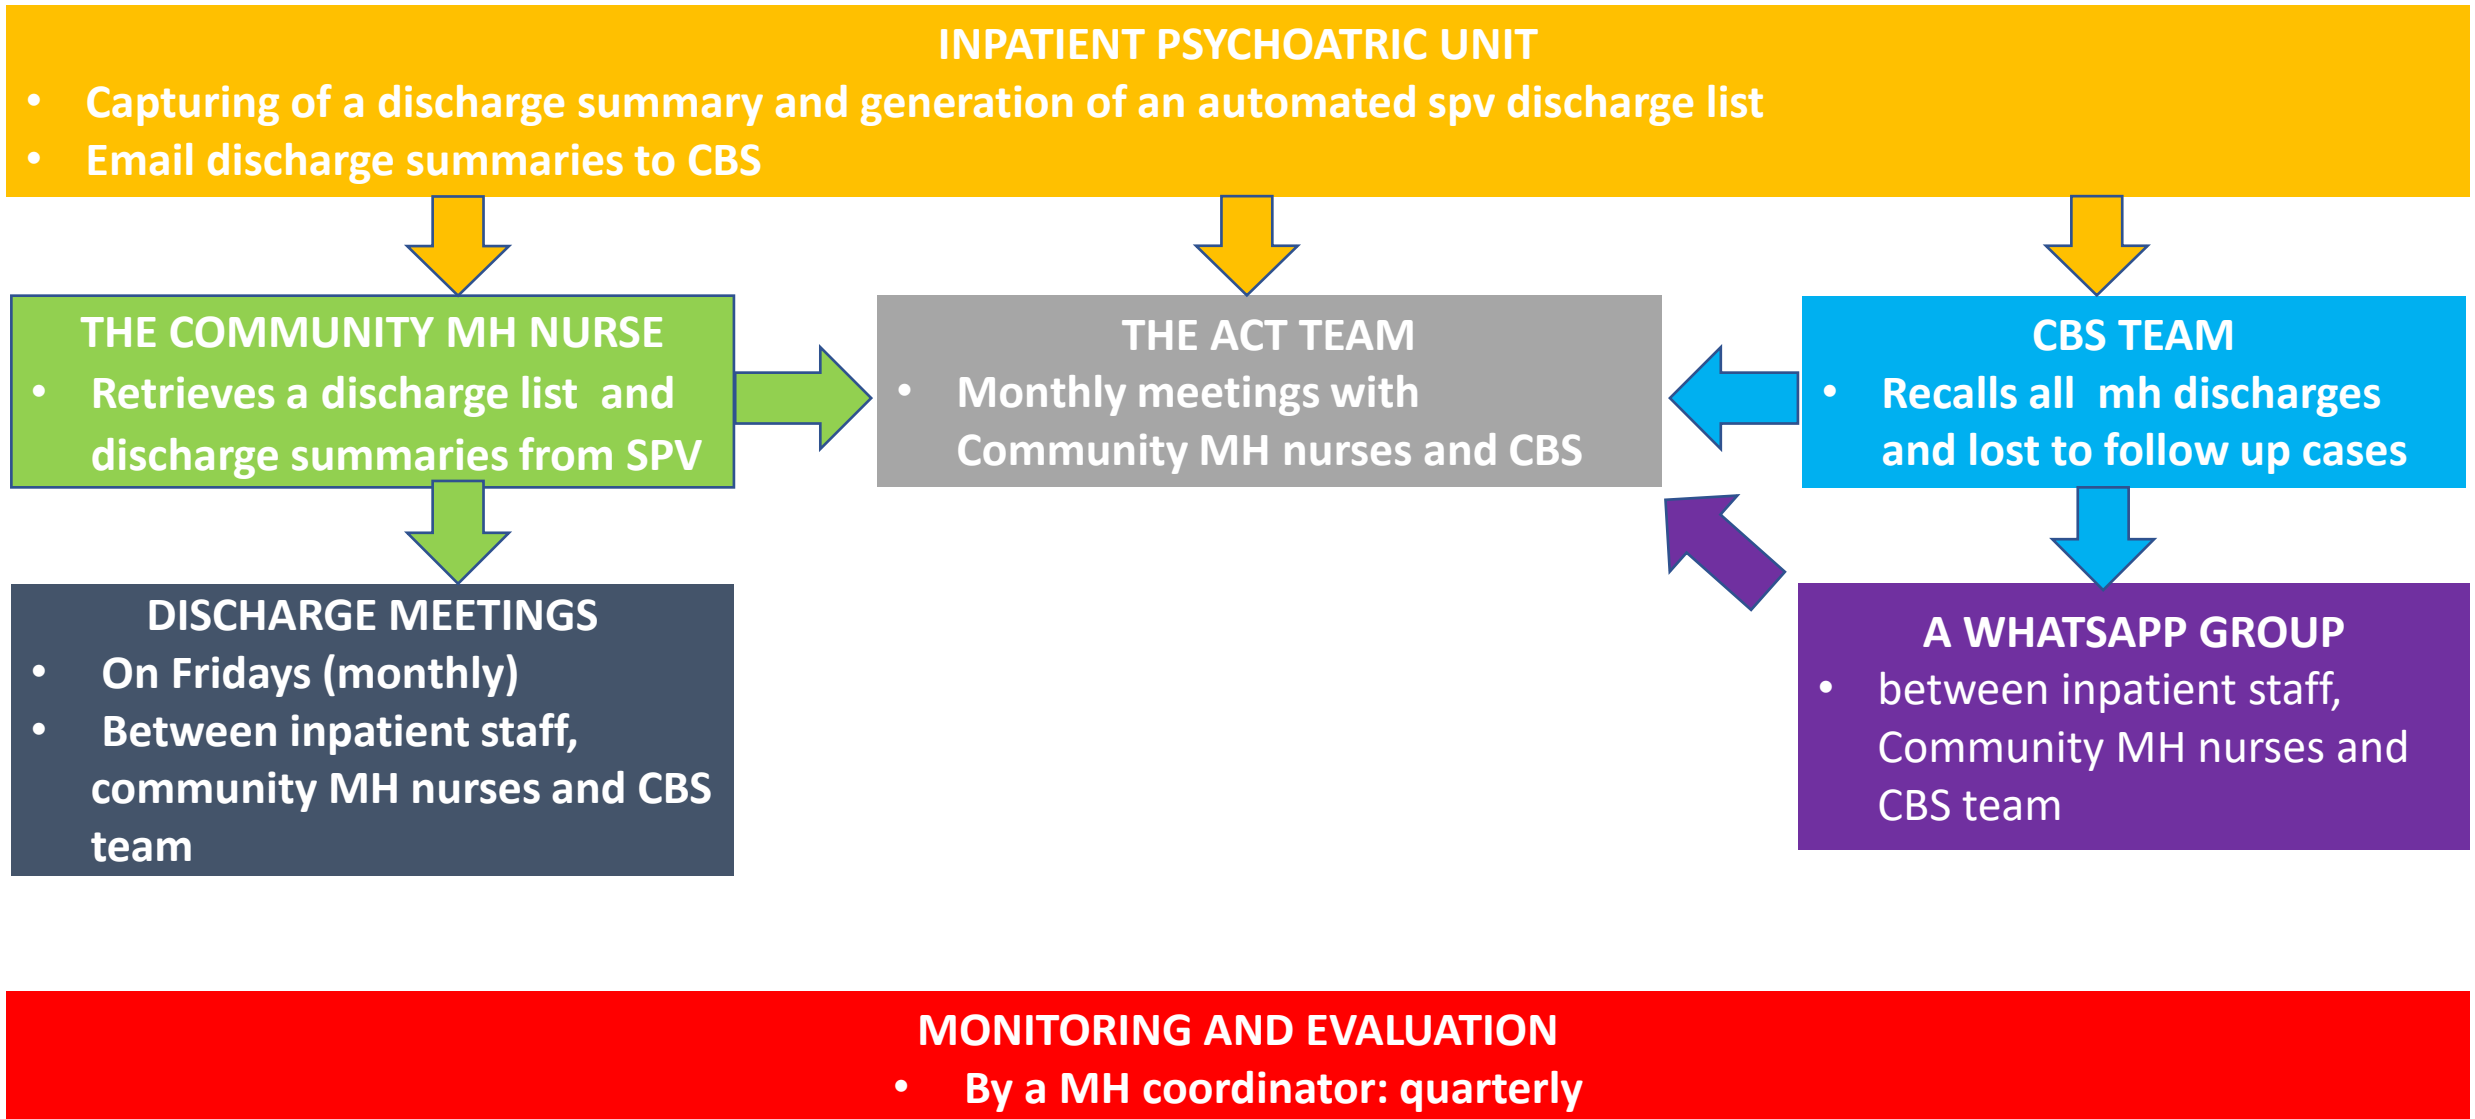 INPATIENT PSYCHOATRIC UNIT
• Capturing of a discharge summary and generation of an automated spv discharge list
• Email discharge summaries to CBS
THE COMMUNITY MH NURSE
• Retrieves a discharge list and
discharge summaries from SPV
THE ACT TEAM
• Monthly meetings with
Community MH nurses and CBS
CBS TEAM
• Recalls all mh discharges
and lost to follow up cases
DISCHARGE MEETINGS
• On Fridays (monthly)
• Between inpatient staff,
community MH nurses and CBS
team
A WHATSAPP GROUP
• between inpatient staff,
Community MH nurses and
CBS team
MONITORING AND EVALUATION
• By a MH coordinator: quarterly